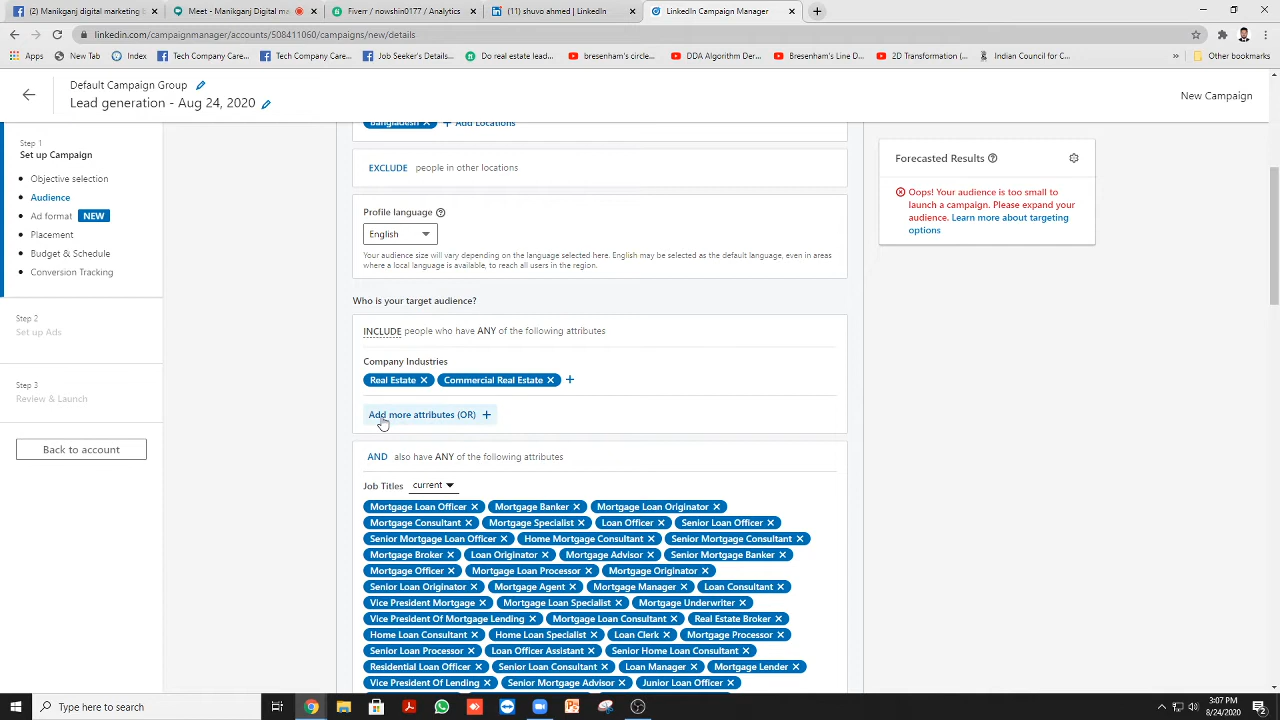 (2) Manikganj digital marketing
Meet - Manikganj Digital ma
Fiverr / rowshin0177 Analytics
(11) shuvo ahmed | LinkedIn
LinkedIn Campaign Manager
linkedin.com/campaignmanager/accounts/508411060/campaigns/new/details
Apps
New Tab
(0) Index
Tech Company Care...
Tech Company Care...
Job Seeker's Details...
Do real estate lead...
bresenham's circle...
DDA Algorithm Der...
Bresenham's Line D...
2D Transformation (...
Indian Council for C...
»
Other bookmarks
Default Campaign Group
Lead generation - Aug 24, 2020
New Campaign
Step 1
Set up Campaign
Objective selection
Audience
Ad format NEW
Placement
Budget & Schedule
Conversion Tracking
Step 2
Set up Ads
Step 3
Review & Launch
Back to account
Bangladesh
Add Locations
EXCLUDE people in other locations
Profile language
English
Your audience size will vary depending on the language selected here. English may be selected as the default language, even in areas
where a local language is available, to reach all users in the region.
Who is your target audience?
INCLUDE people who have ANY of the following attributes
Company Industries
Real Estate
Commercial Real Estate
Add more attributes (OR)
AND also have ANY of the following attributes
Job Titles current
Mortgage Loan Officer Mortgage Banker Mortgage Loan Originator
Mortgage Consultant Mortgage Specialist Loan Officer Senior Loan Officer
Senior Mortgage Loan Officer Home Mortgage Consultant Senior Mortgage Consultant
Mortgage Broker Loan Originator Mortgage Advisor Senior Mortgage Banker
Mortgage Officer Mortgage Loan Processor Mortgage Originator
Senior Loan Originator Mortgage Agent Mortgage Manager Loan Consultant
Vice President Mortgage Mortgage Loan Specialist Mortgage Underwriter
Vice President Of Mortgage Lending Mortgage Loan Consultant Real Estate Broker
Home Loan Consultant Home Loan Specialist Loan Clerk Mortgage Processor
Senior Loan Processor Loan Officer Assistant Senior Home Loan Consultant
Residential Loan Officer Senior Loan Consultant Loan Manager Mortgage Lender
Vice President Of Lending Senior Mortgage Advisor Junior Loan Officer
Forecasted Results
Oops! Your audience is too small to
launch a campaign. Please expand your
audience. Learn more about targeting
options
Type here to search
3:07 PM
8/24/2020